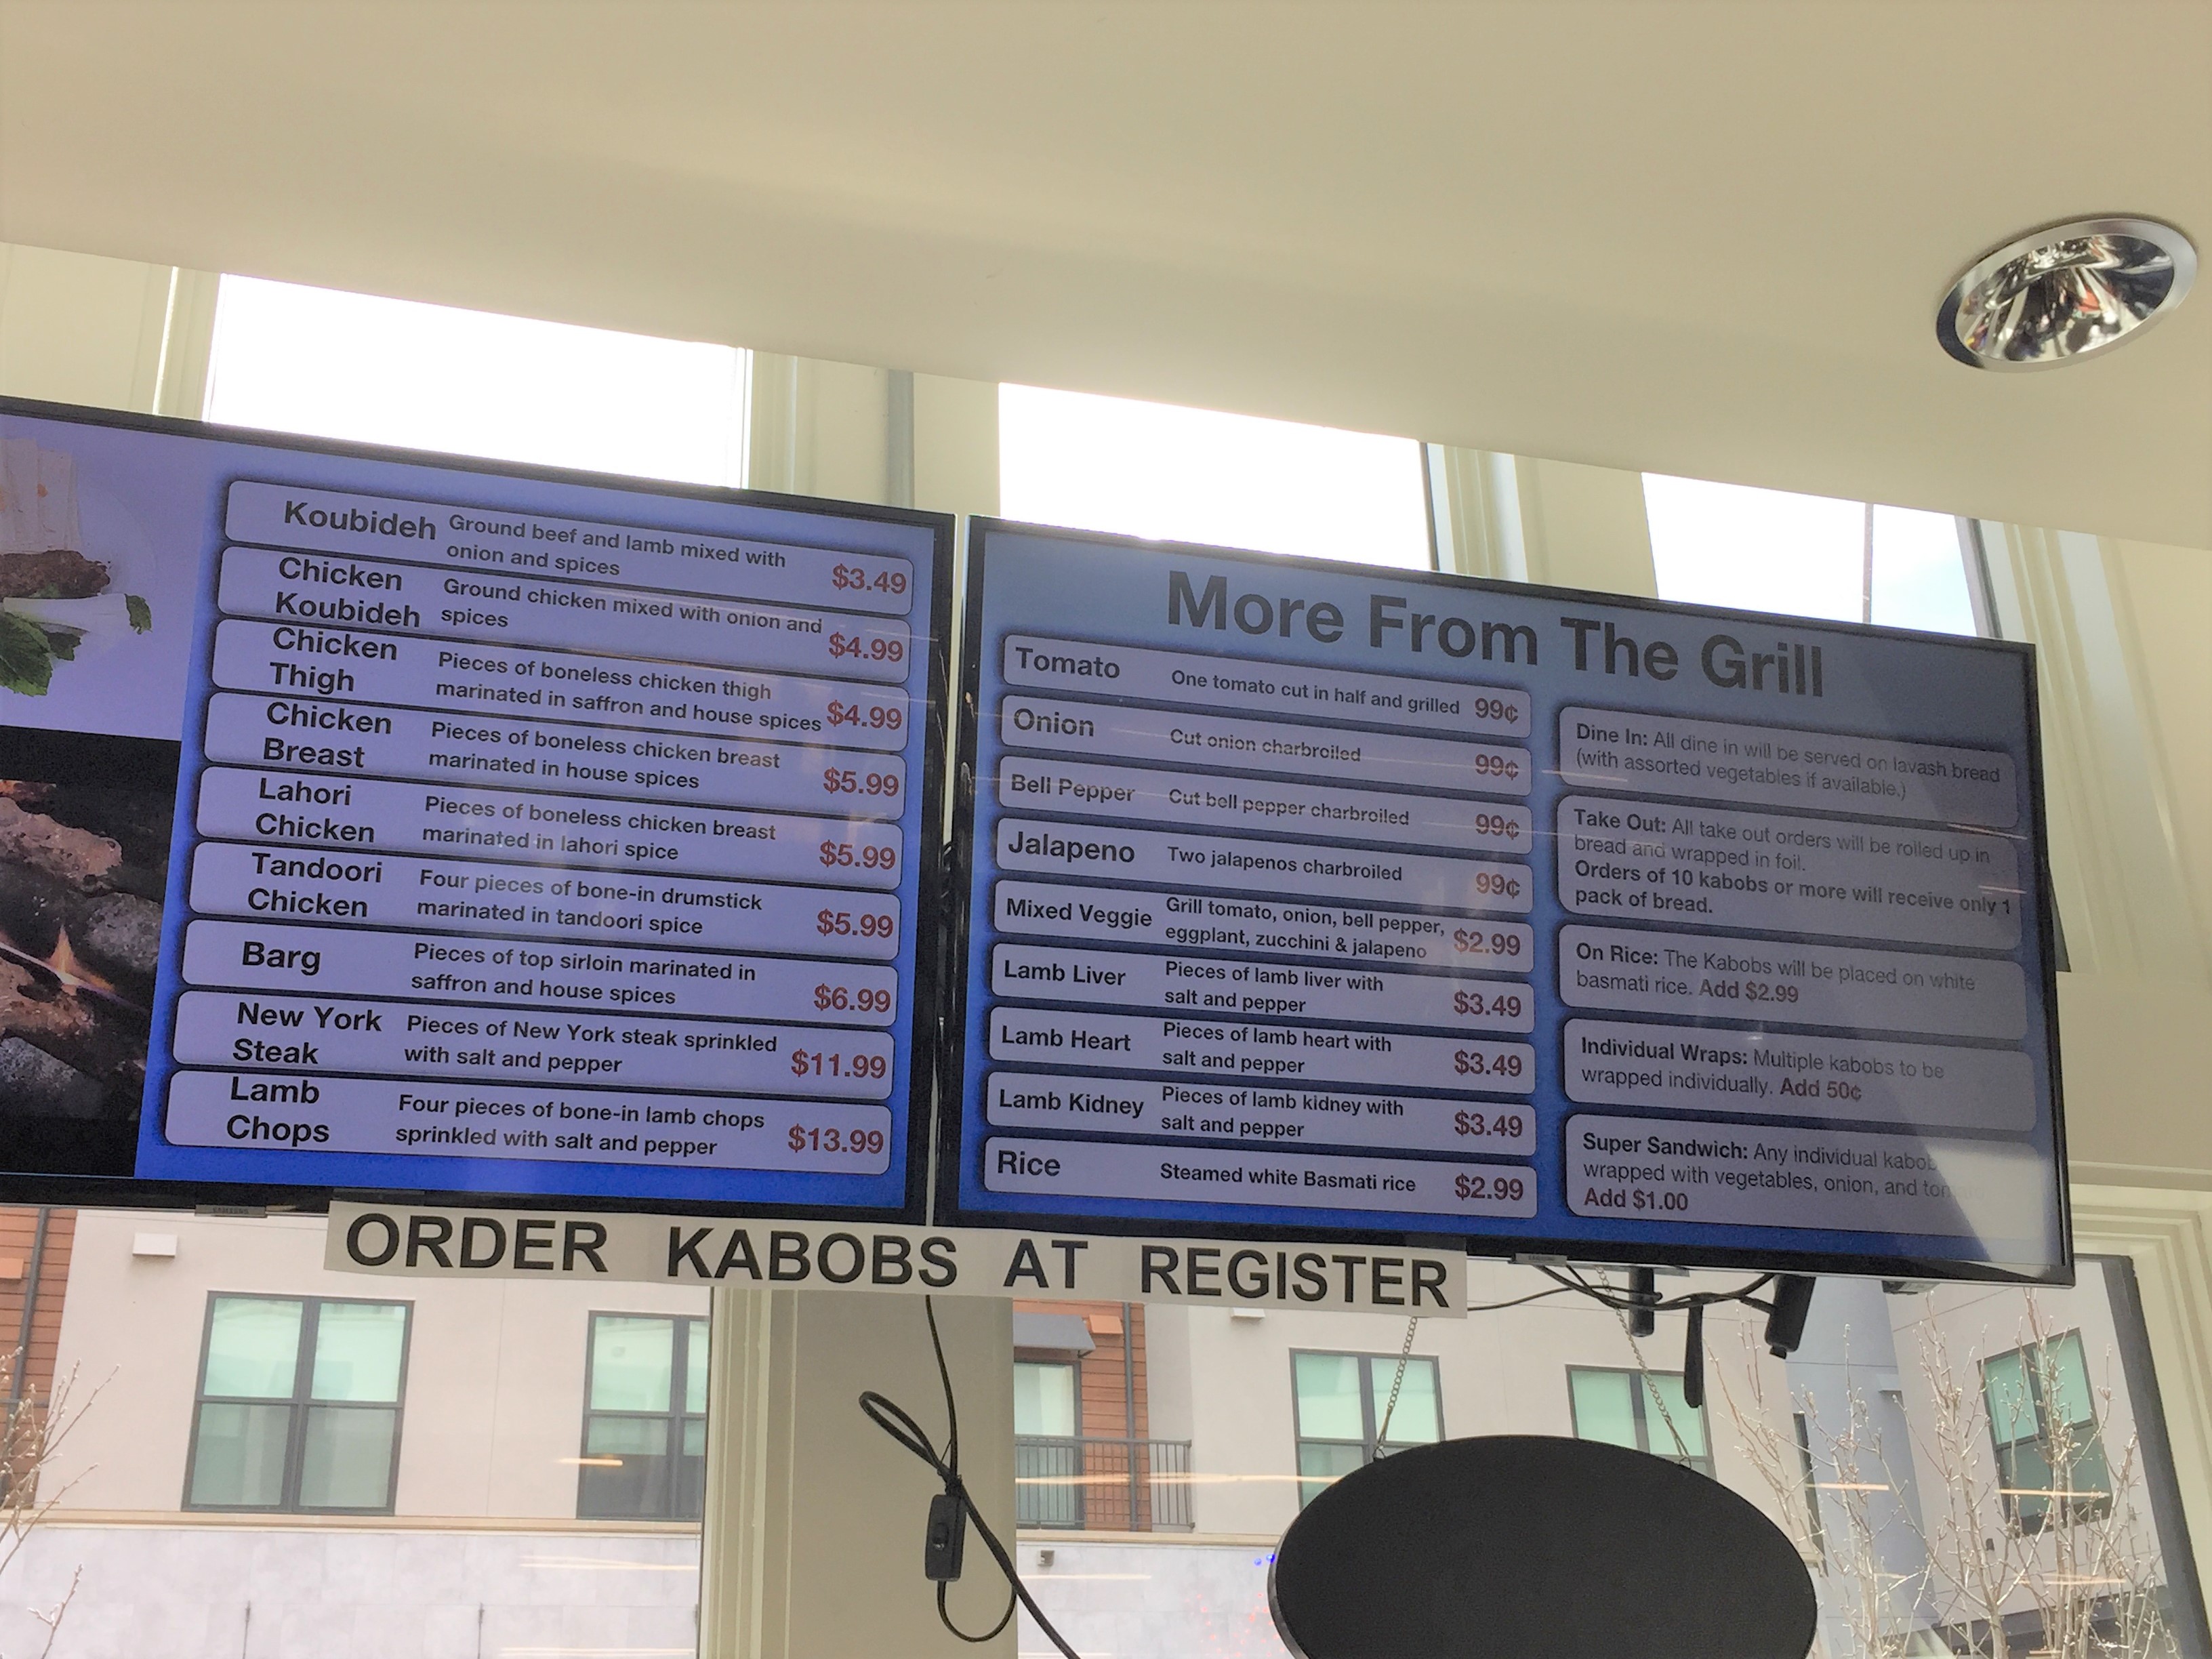 Koubideh Ground beef and lamb mixed with
onion and spices $3.49
Chicken Ground chicken mixed with onion and
Koubideh spices $4.99
Chicken Pieces of boneless chicken thigh
Thigh marinated in saffron and house spices $4.99
Chicken Pieces of boneless chicken breast
Breast marinated in house spices $5.99
Lahori Pieces of boneless chicken breast
Chicken marinated in lahori spice $5.99
Tandoori Four pieces of bone-in drumstick
Chicken marinated in tandoori spice $5.99
Barg Pieces of top sirloin marinated in
saffron and house spices $6.99
New York Pieces of New York steak sprinkled
Steak with salt and pepper $11.99
Lamb Four pieces of bone-in lamb chops
Chops sprinkled with salt and pepper $13.99
More From The Grill
Tomato One tomato cut in half and grilled 99¢
Onion Cut onion charbroiled 99¢
Bell Pepper Cut bell pepper charbroiled 99¢
Jalapeno Two jalapenos charbroiled 99¢
Mixed Veggie Grill tomato, onion, bell pepper,
eggplant, zucchini & jalapeno $2.99
Lamb Liver Pieces of lamb liver with
salt and pepper $3.49
Lamb Heart Pieces of lamb heart with
salt and pepper $3.49
Lamb Kidney Pieces of lamb kidney with
salt and pepper $3.49
Rice Steamed white Basmati rice $2.99
Dine In: All dine in will be served on lavash bread
(with assorted vegetables if available.)
Take Out: All take out orders will be rolled up in
bread and wrapped in foil.
Orders of 10 kabobs or more will receive only 1
pack of bread.
On Rice: The Kabobs will be placed on white
basmati rice. Add $2.99
Individual Wraps: Multiple kabobs to be
wrapped individually. Add 50¢
Super Sandwich: Any individual kabob
wrapped with vegetables, onion, and
Add $1.00
ORDER KABOBS AT REGISTER
SAMSUNG